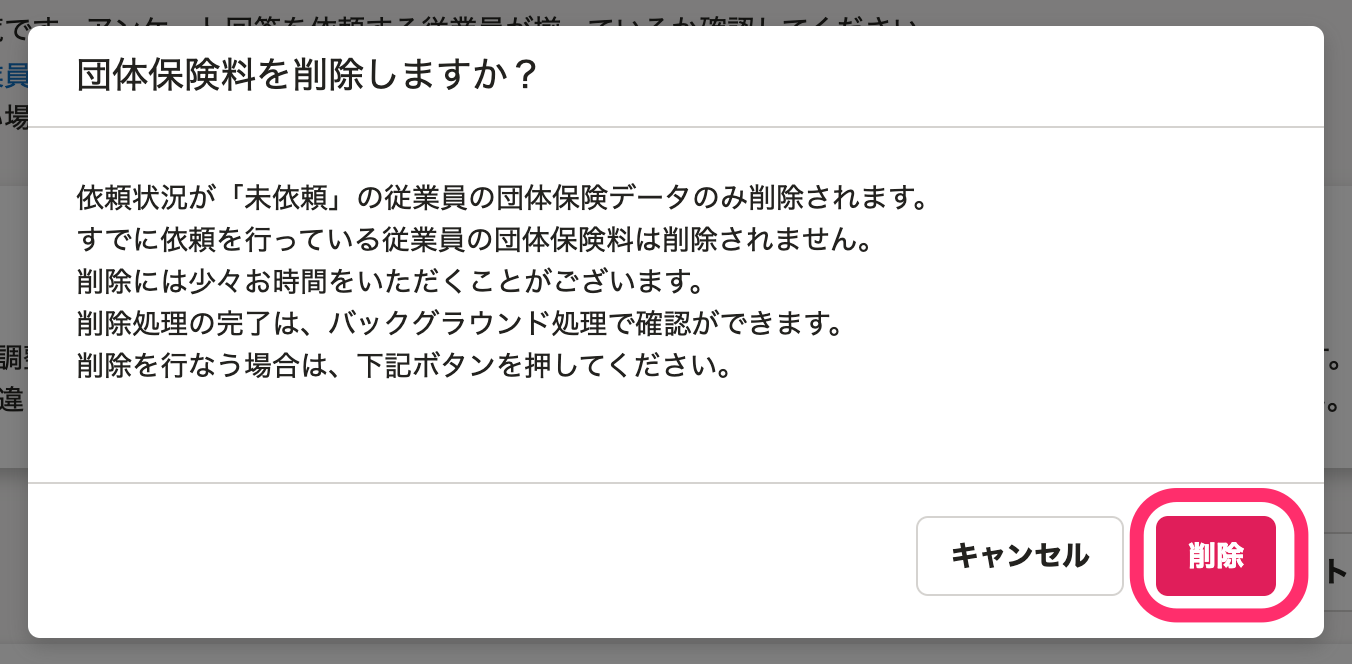 団体保険料を削除しますか？
依頼状況が「未依頼」の従業員の団体保険データのみ削除されます。
すでに依頼を行っている従業員の団体保険料は削除されません。
削除には少々お時間をいただくことがございます。
削除処理の完了は、バックグラウンド処理で確認ができます。
削除を行なう場合は、下記ボタンを押してください。
キャンセル
削除